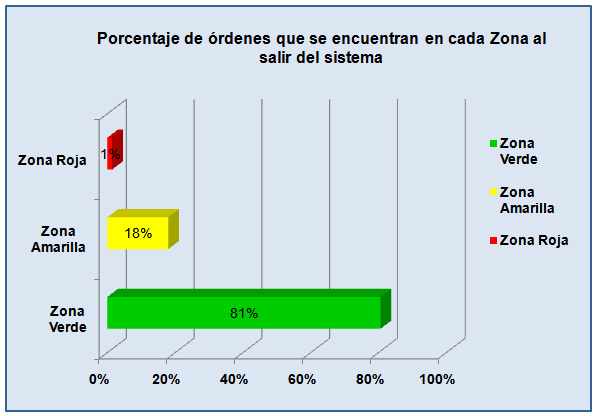 Porcentaje de órdenes que se encuentran en cada Zona al
salir del sistema
Zona Roja
1%
Zona
Amarilla
18%
Zona
Verde
81%
0%
20%
40%
60%
80%
100%
Zona
Verde
Zona
Amarilla
Zona Roja